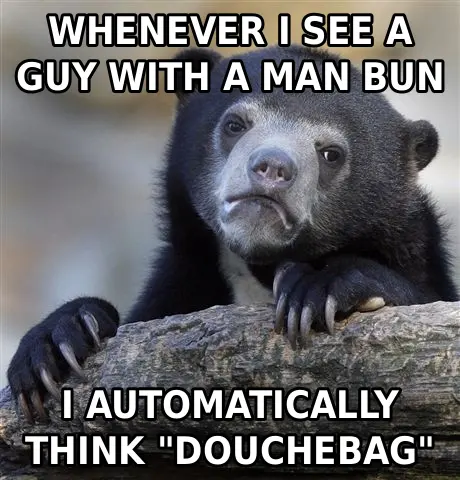 WHENEVER I SEE A
GUY WITH A MAN BUN
I AUTOMATICALLY
THINK "DOUCHEBAG"